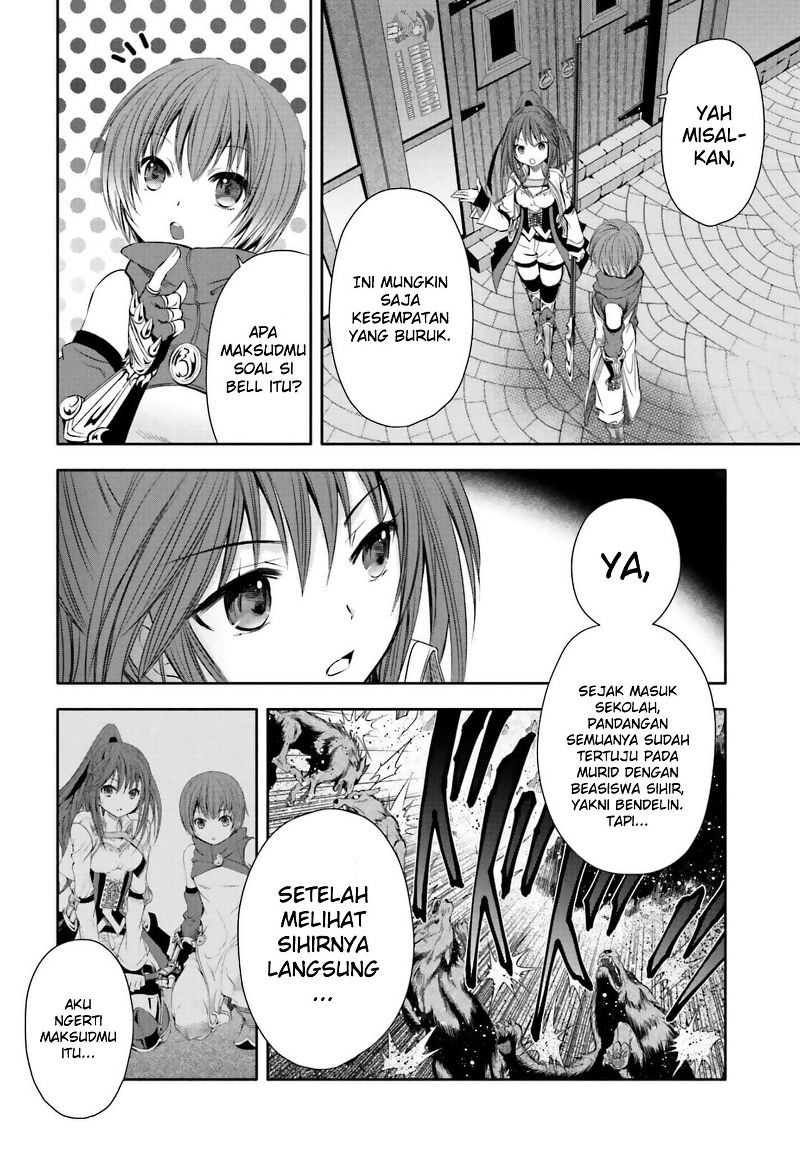 YAH
MISAL-
KAN,
INI MUNGKIN
SAJA
KESEMPATAN
YANG BURUK.
APA
MAKSUDMU
SOAL SI
BELL ITU?
YA,
SEJAK MASUK
SEKOLAH,
PANDANGAN
SEMUANYA SUDAH
TERTUJU PADA
MURID DENGAN
BEASISWA SIHIR,
YAKNI BENDELIN.
TAPI...
SETELAH
MELIHAT
SIHIRNYA
LANGSUNG
...
AKU
NGERTI
MAKSUDMU
ITU...